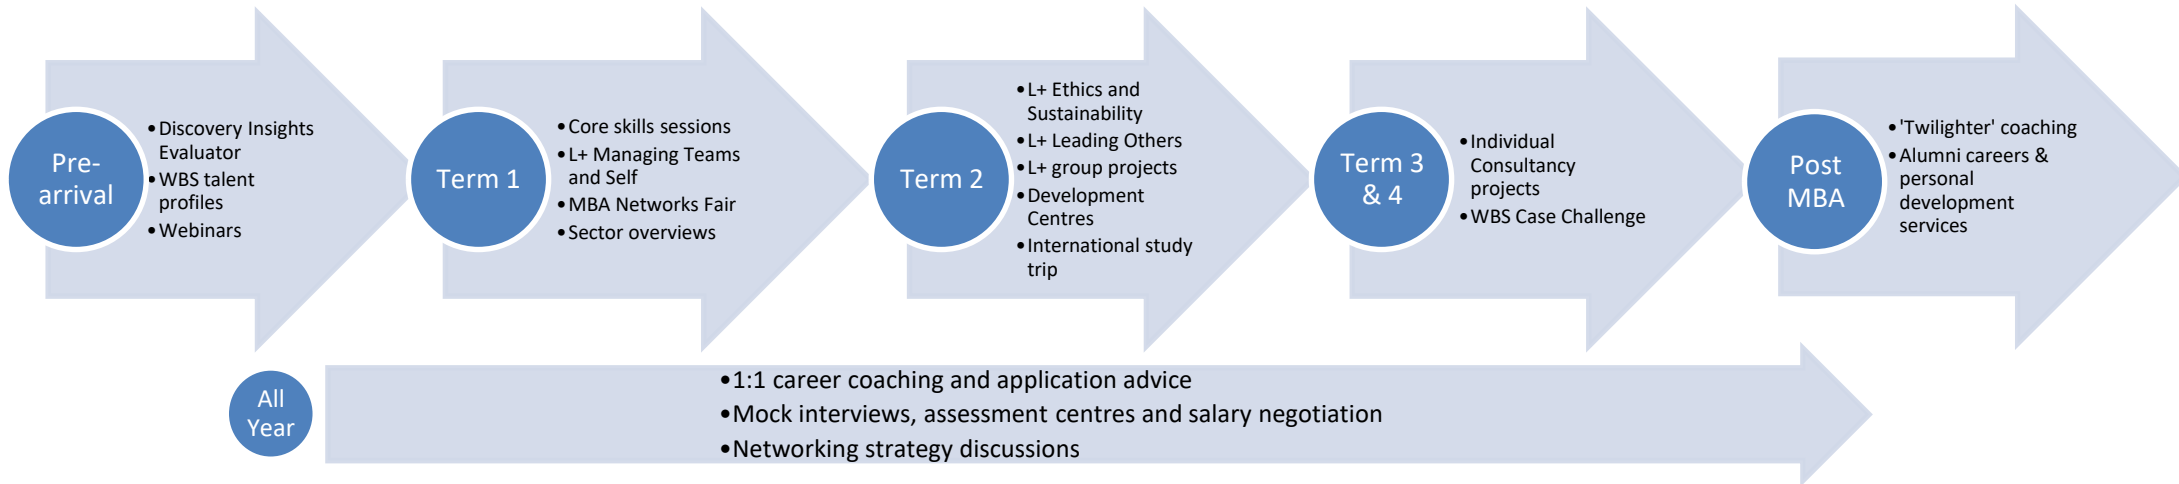 Pre-
arrival
•Discovery Insights
Evaluator
•WBS talent
profiles
•Webinars
Term 1
•Core skills sessions
•L+ Managing Teams
and Self
•MBA Networks Fair
•Sector overviews
Term 2
•L+ Ethics and
Sustainability
•L+ Leading Others
•L+ group projects
•Development
Centres
•International study
trip
Term 3
& 4
•Individual
Consultancy
projects
•WBS Case Challenge
Post
MBA
•'Twilighter' coaching
•Alumni careers &
personal
development
services
All
Year
•1:1 career coaching and application advice
•Mock interviews, assessment centres and salary negotiation
•Networking strategy discussions